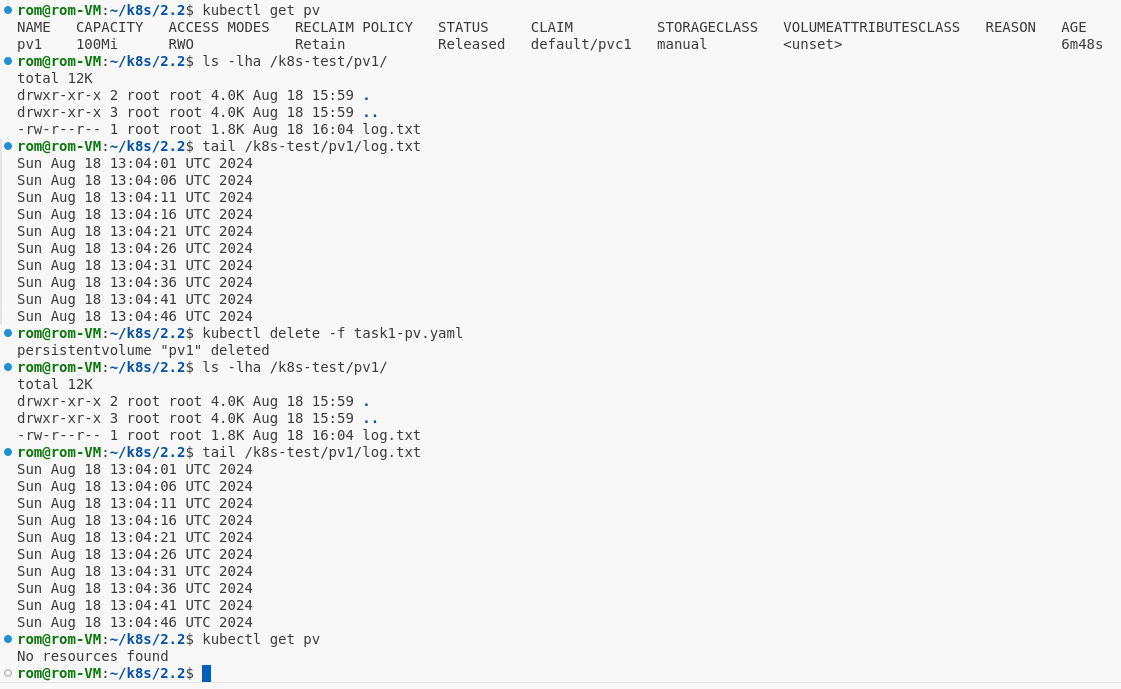 rom@rom-VM:~/k8s/2.2$ kubectl get pv
NAME   CAPACITY   ACCESS MODES   RECLAIM POLICY   STATUS     CLAIM          STORAGECLASS   VOLUMEATTRIBUTESCLASS   REASON   AGE
pv1    100Mi      RWO            Retain           Released   default/pvc1   manual         <unset>                          6m48s
rom@rom-VM:~/k8s/2.2$ ls -lha /k8s-test/pv1/
total 12K
drwxr-xr-x 2 root root 4.0K Aug 18 15:59 .
drwxr-xr-x 3 root root 4.0K Aug 18 15:59 ..
-rw-r--r-- 1 root root 1.8K Aug 18 16:04 log.txt
rom@rom-VM:~/k8s/2.2$ tail /k8s-test/pv1/log.txt
Sun Aug 18 13:04:01 UTC 2024
Sun Aug 18 13:04:06 UTC 2024
Sun Aug 18 13:04:11 UTC 2024
Sun Aug 18 13:04:16 UTC 2024
Sun Aug 18 13:04:21 UTC 2024
Sun Aug 18 13:04:26 UTC 2024
Sun Aug 18 13:04:31 UTC 2024
Sun Aug 18 13:04:36 UTC 2024
Sun Aug 18 13:04:41 UTC 2024
Sun Aug 18 13:04:46 UTC 2024
rom@rom-VM:~/k8s/2.2$ kubectl delete -f task1-pv.yaml
persistentvolume "pv1" deleted
rom@rom-VM:~/k8s/2.2$ ls -lha /k8s-test/pv1/
total 12K
drwxr-xr-x 2 root root 4.0K Aug 18 15:59 .
drwxr-xr-x 3 root root 4.0K Aug 18 15:59 ..
-rw-r--r-- 1 root root 1.8K Aug 18 16:04 log.txt
rom@rom-VM:~/k8s/2.2$ tail /k8s-test/pv1/log.txt
Sun Aug 18 13:04:01 UTC 2024
Sun Aug 18 13:04:06 UTC 2024
Sun Aug 18 13:04:11 UTC 2024
Sun Aug 18 13:04:16 UTC 2024
Sun Aug 18 13:04:21 UTC 2024
Sun Aug 18 13:04:26 UTC 2024
Sun Aug 18 13:04:31 UTC 2024
Sun Aug 18 13:04:36 UTC 2024
Sun Aug 18 13:04:41 UTC 2024
Sun Aug 18 13:04:46 UTC 2024
rom@rom-VM:~/k8s/2.2$ kubectl get pv
No resources found
rom@rom-VM:~/k8s/2.2$